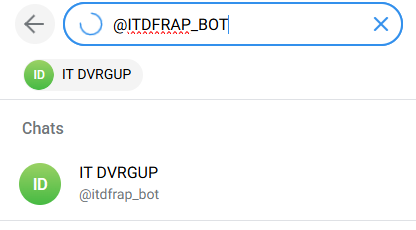 @ITDFRAP_BOT
ID IT DVRGUP
Chats
ID IT DVRGUP
@itdfrap_bot